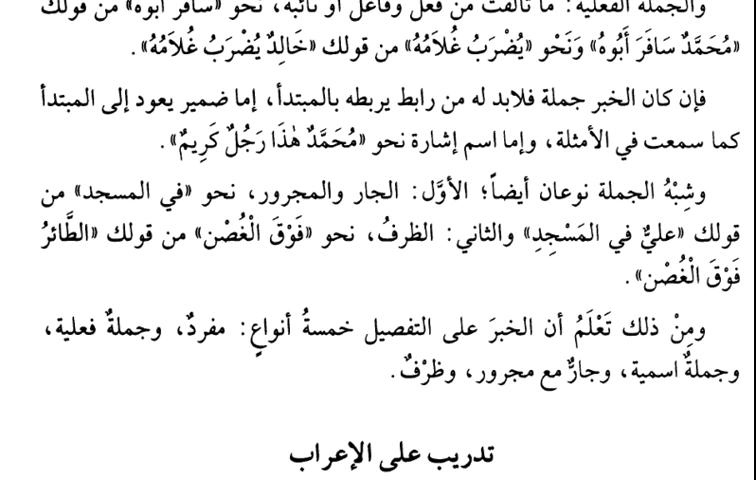 والجملة الفعلية: ما تألفت من فعل وفاعل أو نائبه، نحو «سافر أبوه» من قولك
«مُحَمَّدٌ سَافَرَ أَبُوهُ» وَنَحْو «يُضْرَبُ غُلَامُهُ» من قولك «خَالِدٌ يُضْرَبُ غُلَامُهُ».
فإن كان الخبر جملة فلابد له من رابط يربطه بالمبتدأ، إما ضمير يعود إلى المبتدأ
كما سمعت في الأمثلة، وإما اسم إشارة نحو «مُحَمَّدٌ هٰذَا رَجُلٌ كَرِيمٌ».
وشِبْهُ الجملة نوعان أيضاً؛ الأوَّل: الجار والمجرور، نحو «في المسجد» من
قولك «عليٌّ في المَسْجِدِ» والثاني: الظرفُ، نحو «فَوْقَ الْغُصْن» من قولك «الطَّائرُ
فَوْقَ الْغُصْن».
ومِنْ ذلك تَعْلَمُ أن الخبرَ على التفصيل خمسةُ أنواعٍ: مفردٌ، وجملةٌ فعلية،
وجملةٌ اسمية، وجارٌّ مع مجرور، وظرْفٌ.
تدريب على الإعراب